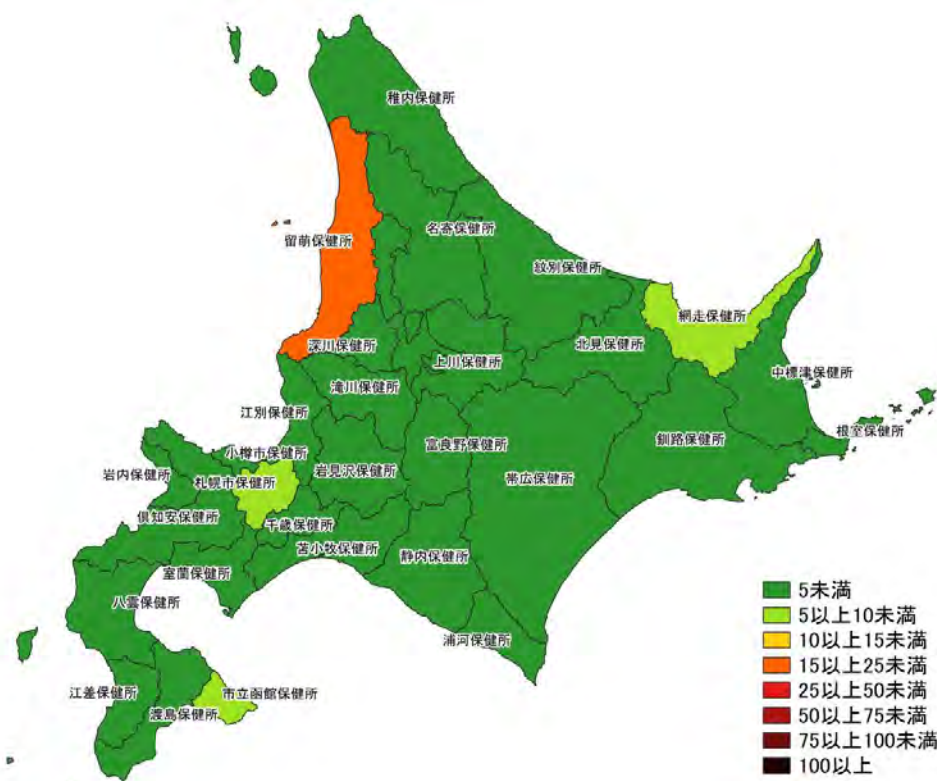 稚内保健所
名寄保健所
留萌保健所
紋別保健所
網走保健所
深川保健所
上川保健所
北見保健所
中標津保健所
滝川保健所
江別保健所
富良野保健所
釧路保健所
根室保健所
小樽市保健所
岩見沢保健所
岩内保健所
札幌市保健所
帯広保健所
倶知安保健所
千歳保健所
苫小牧保健所
静内保健所
室蘭保健所
八雲保健所
浦河保健所
江差保健所
市立函館保健所
渡島保健所
5未満
5以上10未満
10以上15未満
15以上25未満
25以上50未満
50以上75未満
75以上100未満
100以上